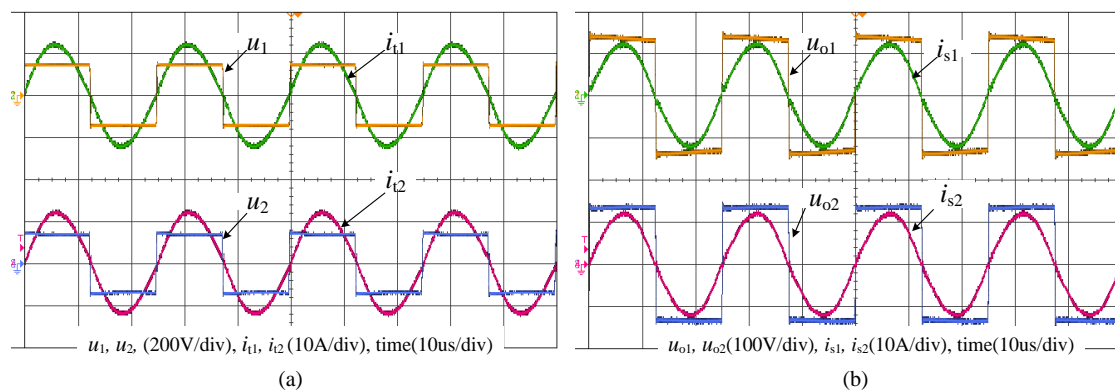 u1
it1
u2
it2
u1, u2, (200V/div), it1, it2 (10A/div), time(10us/div)
(a)
uo1
is1
uo2
is2
uo1, uo2(100V/div), is1, is2(10A/div), time(10us/div)
(b)